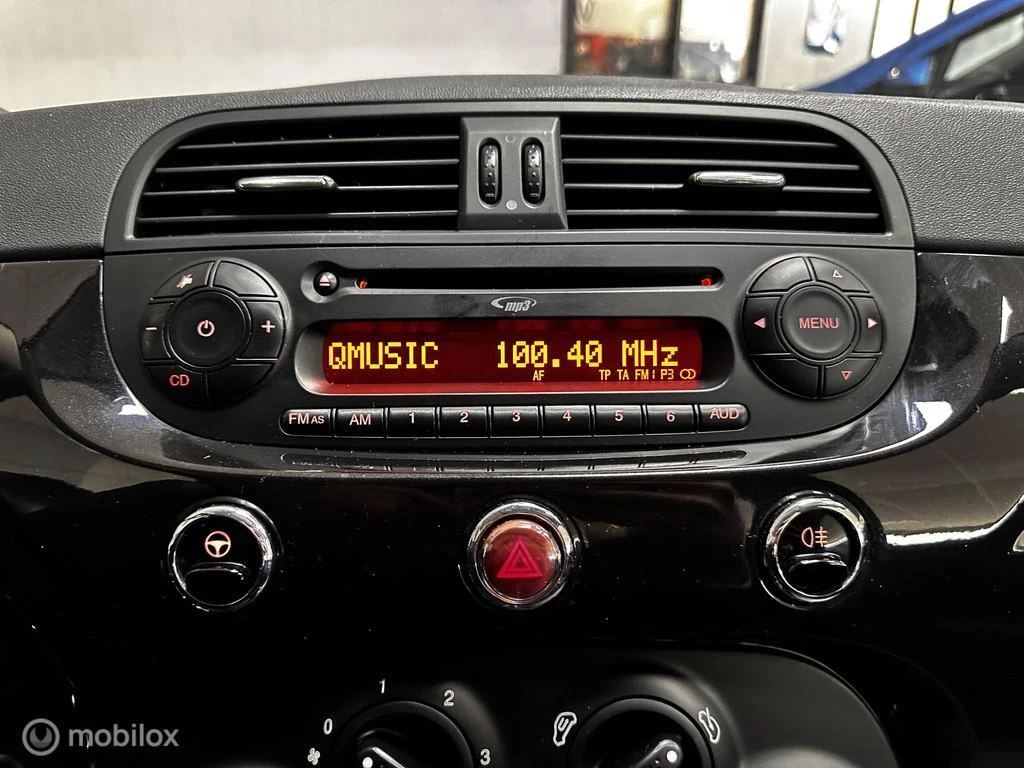 mp3
QMUSIC 100.40 MHz
AF TP TA FM1 P3
− + CD
MENU
FM AS AM 1 2 3 4 5 6 AUD
0 1 2 3
mobilox